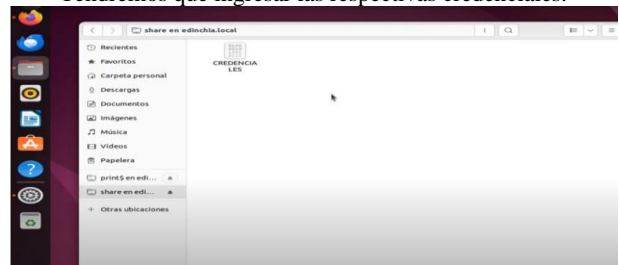 Tendremos que ingresar las respectivas credenciales.
share en edinchia.local
Recientes
Favoritos
Carpeta personal
Descargas
Documentos
Imágenes
Música
Vídeos
Papelera
print$ en edi...
share en edi...
+ Otras ubicaciones
CREDENCIA
LES